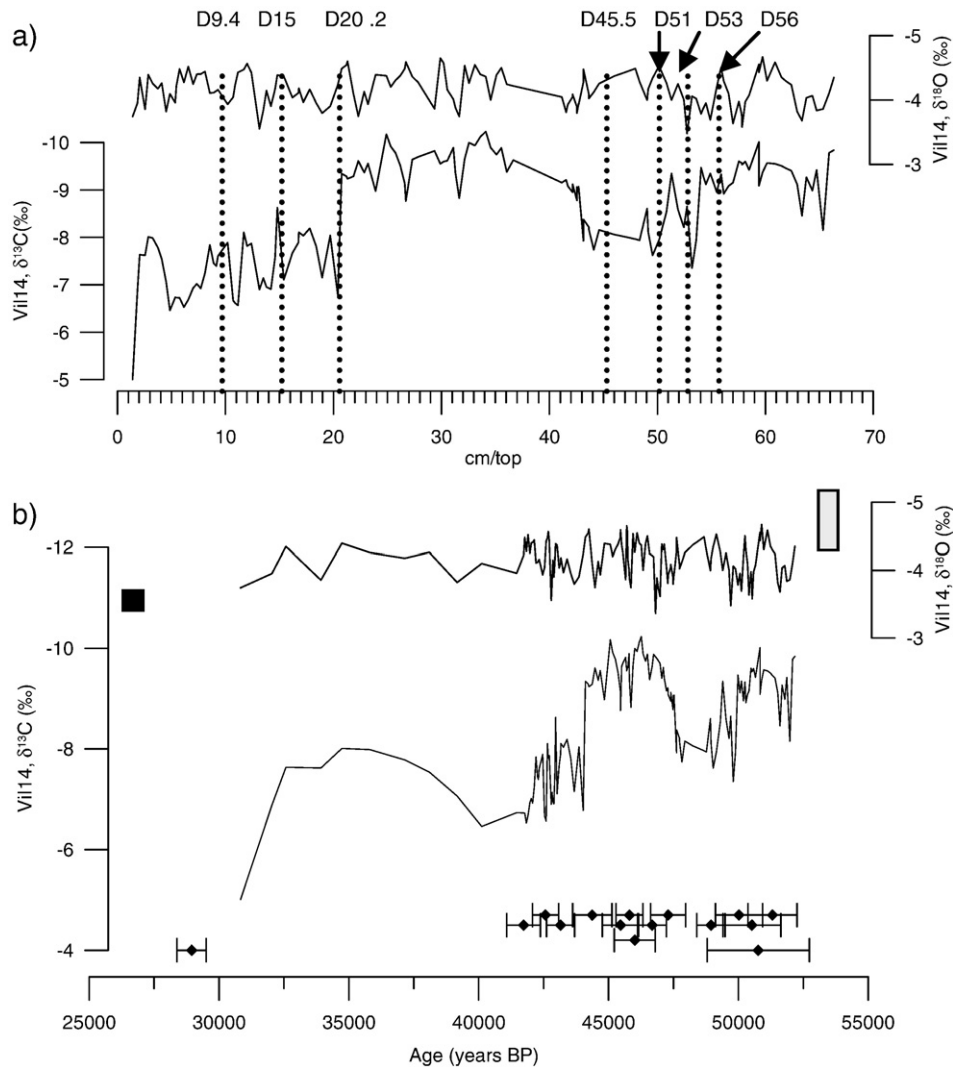 a)
D9.4 D15 D20 .2 D45.5 D51 D53 D56
-5
-4
-3
Vil14, δ18O (‰)
-10
-9
-8
-7
-6
-5
Vil14, δ13C(‰)
0 10 20 30 40 50 60 70
cm/top
b)
-5
-4
-3
Vil14, δ18O (‰)
-12
-10
-8
-6
-4
Vil14, δ13C (‰)
25000 30000 35000 40000 45000 50000 55000
Age (years BP)